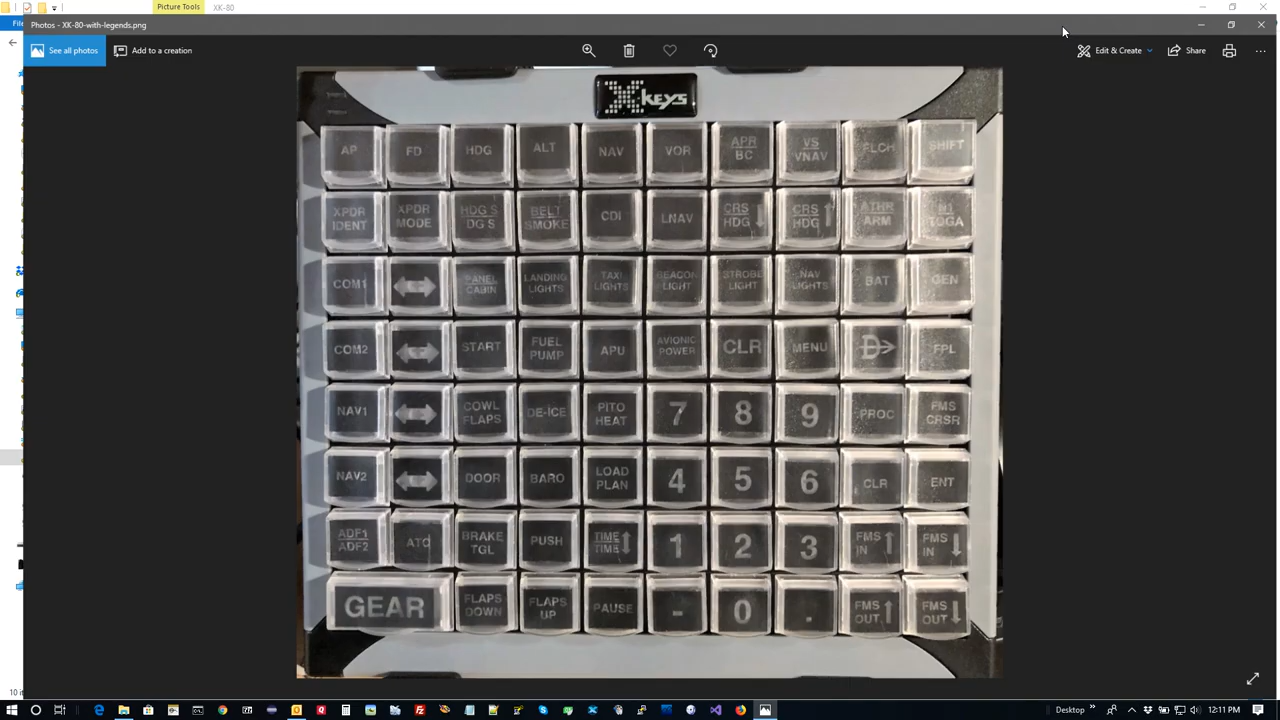 Picture Tools
XK-80
File
Photos - XK-80-with-legends.png
See all photos
Add to a creation
Edit & Create
Share
X keys
AP
FD
HDG
ALT
NAV
VOR
APR
BC
VS
VNAV
FLCH
SHIFT
XPDR
IDENT
XPDR
MODE
HDG S
DG S
BELT
SMOKE
CDI
LNAV
CRS
HDG ↓
CRS
HDG ↑
ATHR
ARM
N1
TOGA
COM1
↔
PANEL
CABIN
LANDING
LIGHTS
TAXI
LIGHTS
BEACON
LIGHT
STROBE
LIGHT
NAV
LIGHTS
BAT
GEN
COM2
↔
START
FUEL
PUMP
APU
AVIONIC
POWER
CLR
MENU
D→
FPL
NAV1
↔
COWL
FLAPS
DE-ICE
PITO
HEAT
7
8
9
PROC
FMS
CRSR
NAV2
↔
DOOR
BARO
LOAD
PLAN
4
5
6
CLR
ENT
ADF1
ADF2
ATC
BRAKE
TGL
PUSH
TIME
TIME ↕
1
2
3
FMS
IN ↑
FMS
IN ↓
GEAR
FLAPS
DOWN
FLAPS
UP
PAUSE
-
0
.
FMS
OUT ↑
FMS
OUT ↓
10 it
Desktop
12:11 PM